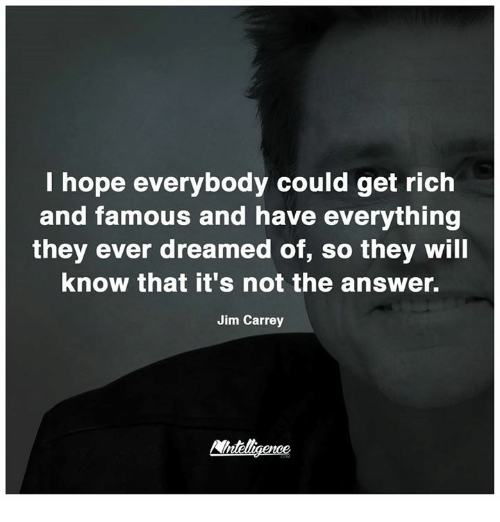 I hope everybody could get rich
and famous and have everything
they ever dreamed of, so they will
know that it's not the answer.
Jim Carrey
Intelligence